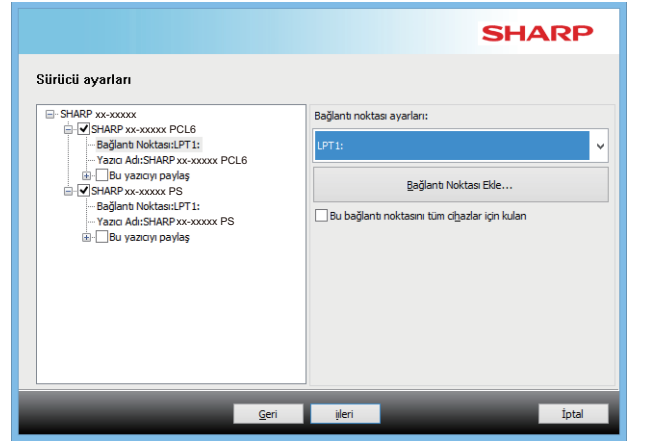 SHARP
Sürücü ayarları
SHARP xx-xxxxx
SHARP xx-xxxxx PCL6
Bağlantı Noktası:LPT1:
Yazıcı Adı:SHARP xx-xxxxx PCL6
Bu yazıcıyı paylaş
SHARP xx-xxxxx PS
Bağlantı Noktası:LPT1:
Yazıcı Adı:SHARP xx-xxxxx PS
Bu yazıcıyı paylaş
Bağlantı noktası ayarları:
LPT1:
Bağlantı Noktası Ekle...
Bu bağlantı noktasını tüm cihazlar için kulan
Geri
İileri
İptal